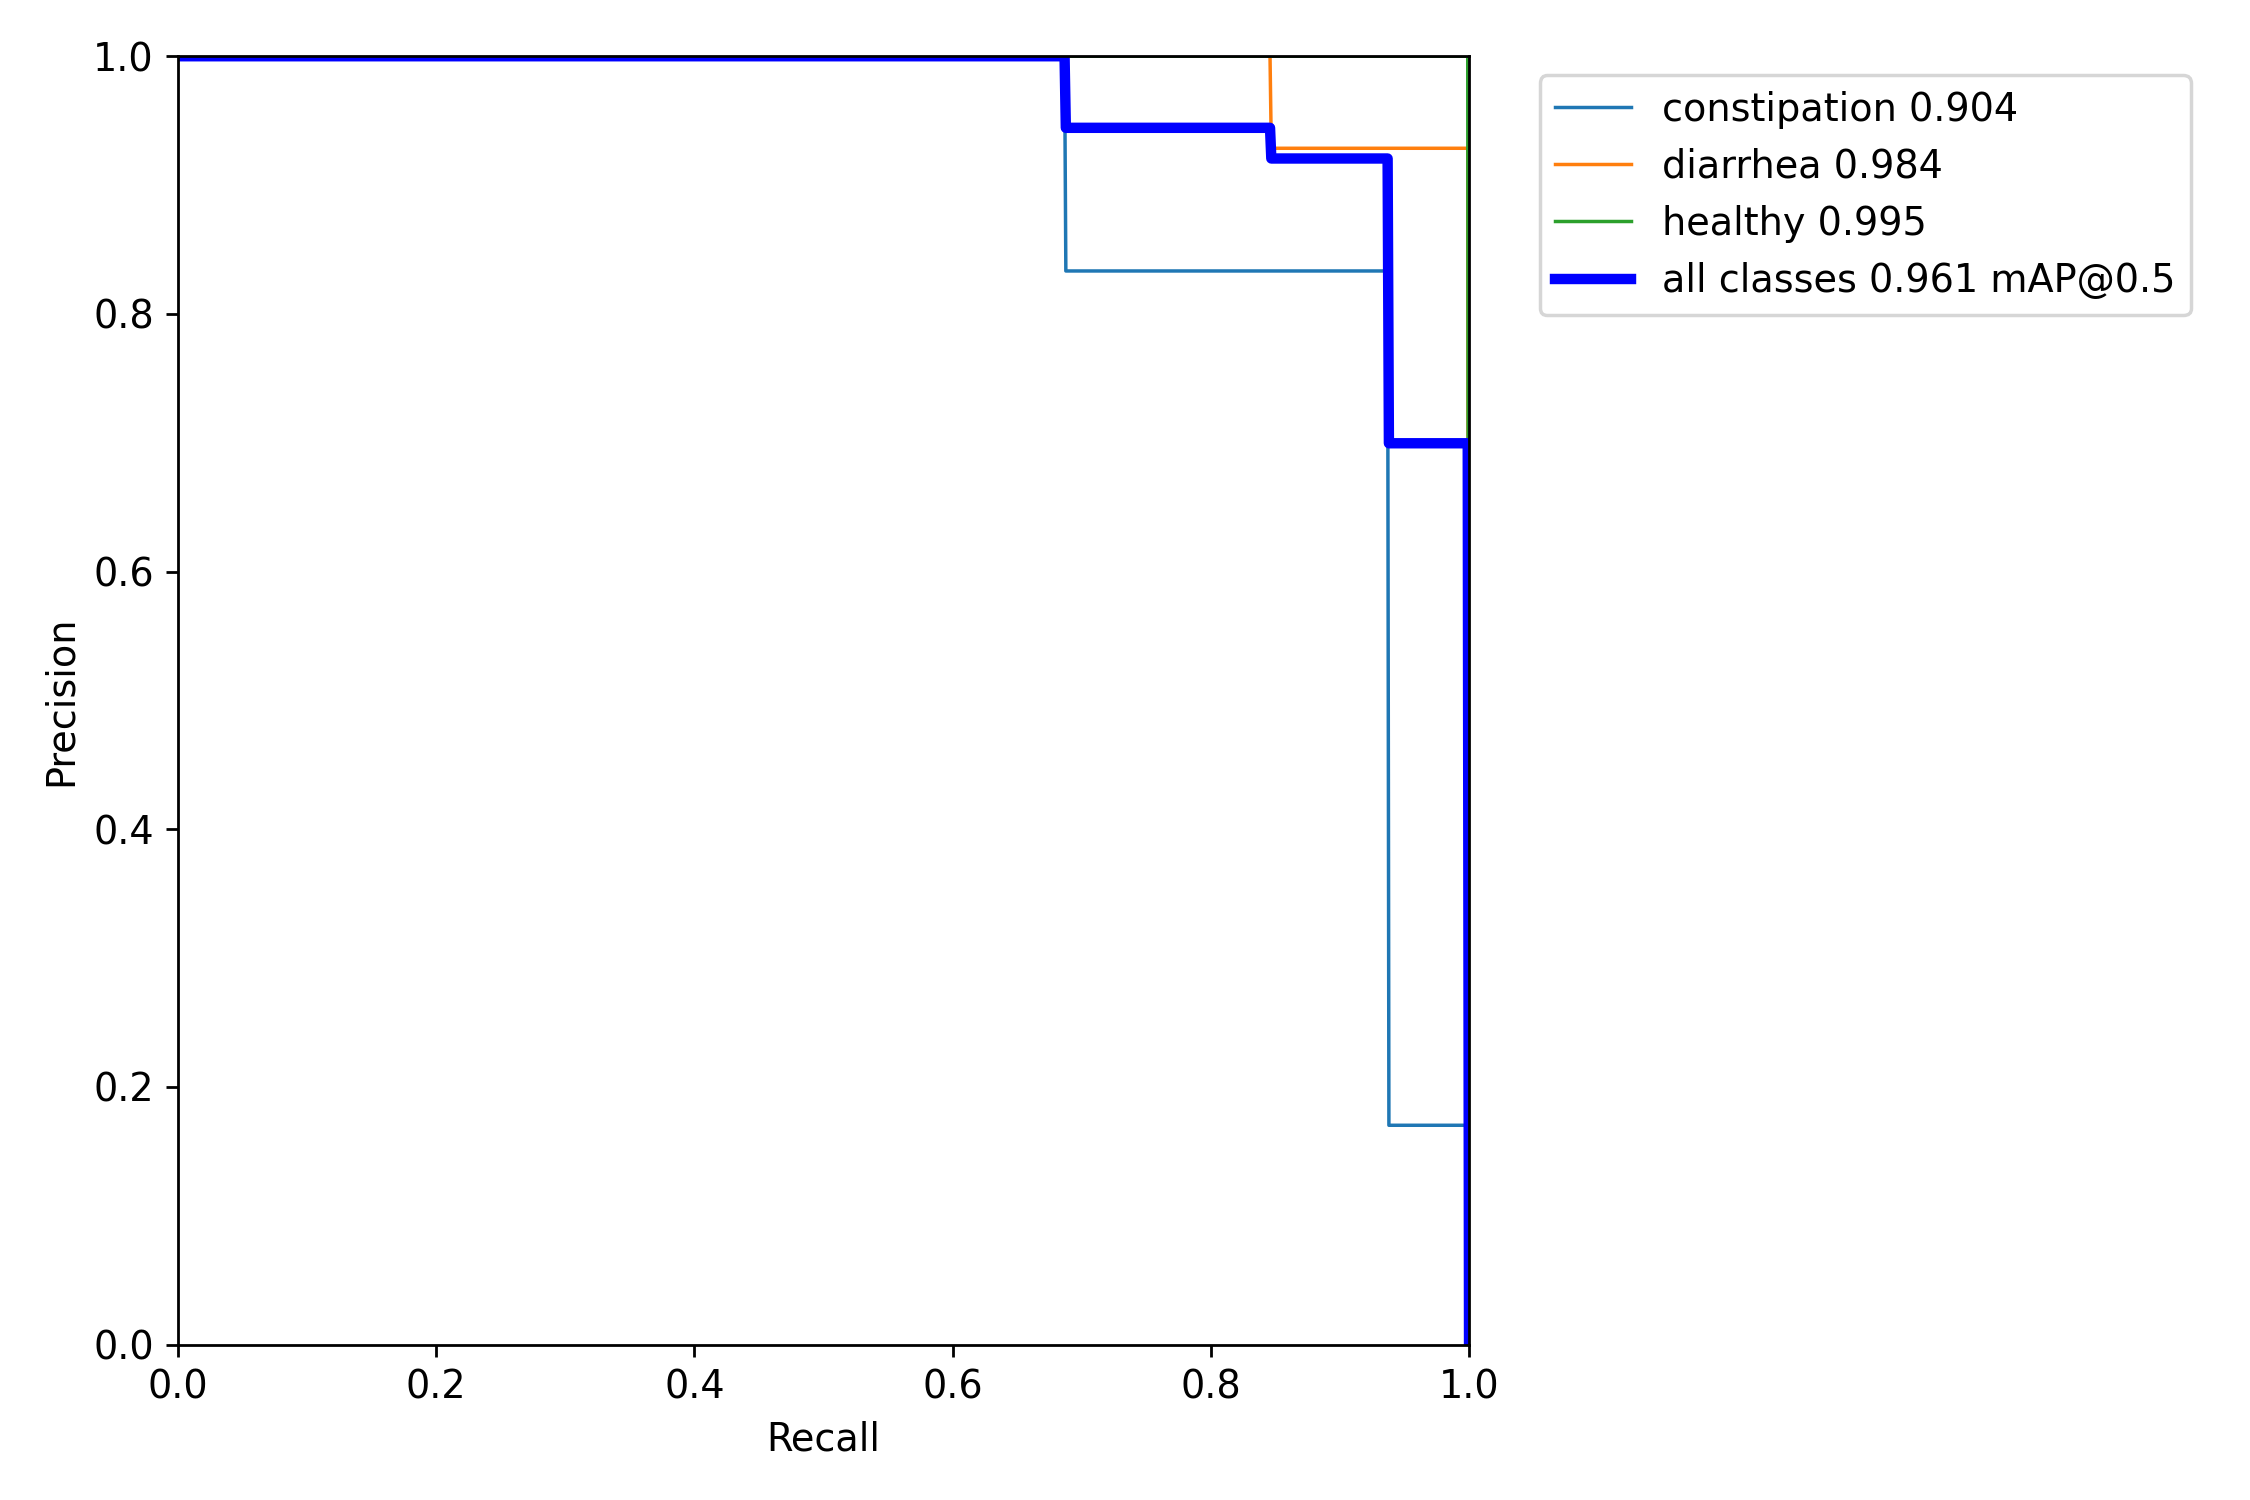 1.0
0.8
0.6
0.4
0.2
0.0
Precision
0.0 0.2 0.4 0.6 0.8 1.0
Recall
constipation 0.904
diarrhea 0.984
healthy 0.995
all classes 0.961 mAP@0.5